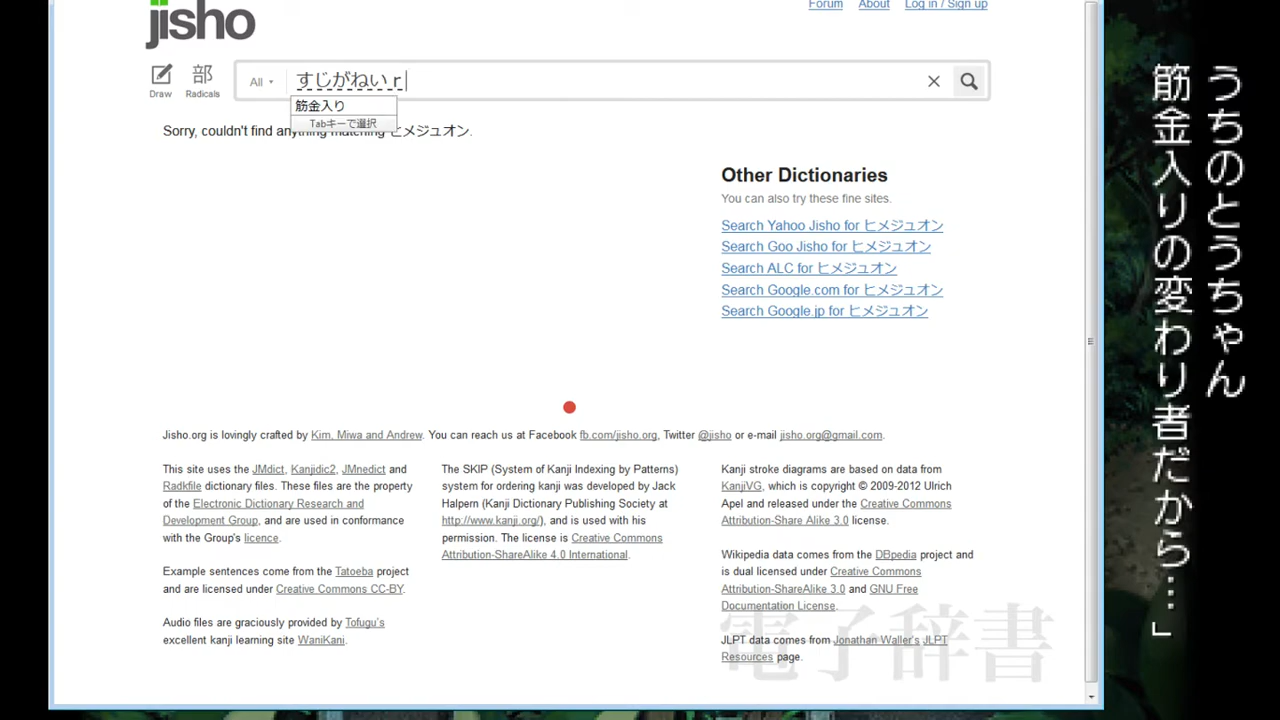 jisho
Forum About Log in / Sign up
部
Draw Radicals
All すじがねいr
筋金入り
Tabキーで選択
Sorry, couldn't find anything matching ヒメジュオン.
Other Dictionaries
You can also try these fine sites.
Search Yahoo Jisho for ヒメジュオン
Search Goo Jisho for ヒメジュオン
Search ALC for ヒメジュオン
Search Google.com for ヒメジュオン
Search Google.jp for ヒメジュオン
Jisho.org is lovingly crafted by Kim, Miwa and Andrew. You can reach us at Facebook fb.com/jisho.org, Twitter @jisho or e-mail jisho.org@gmail.com.
This site uses the JMdict, Kanjidic2, JMnedict and
Radkfile dictionary files. These files are the property
of the Electronic Dictionary Research and
Development Group, and are used in conformance
with the Group's licence.
Example sentences come from the Tatoeba project
and are licensed under Creative Commons CC-BY.
Audio files are graciously provided by Tofugu's
excellent kanji learning site WaniKani.
The SKIP (System of Kanji Indexing by Patterns)
system for ordering kanji was developed by Jack
Halpern (Kanji Dictionary Publishing Society at
http://www.kanji.org/), and is used with his
permission. The license is Creative Commons
Attribution-ShareAlike 4.0 International.
Kanji stroke diagrams are based on data from
KanjiVG, which is copyright © 2009-2012 Ulrich
Apel and released under the Creative Commons
Attribution-Share Alike 3.0 license.
Wikipedia data comes from the DBpedia project and
is dual licensed under Creative Commons
Attribution-ShareAlike 3.0 and GNU Free
Documentation License.
JLPT data comes from Jonathan Waller's JLPT
Resources page.
電子辞書
うちのとうちゃん
筋金入りの変わり者だから…」